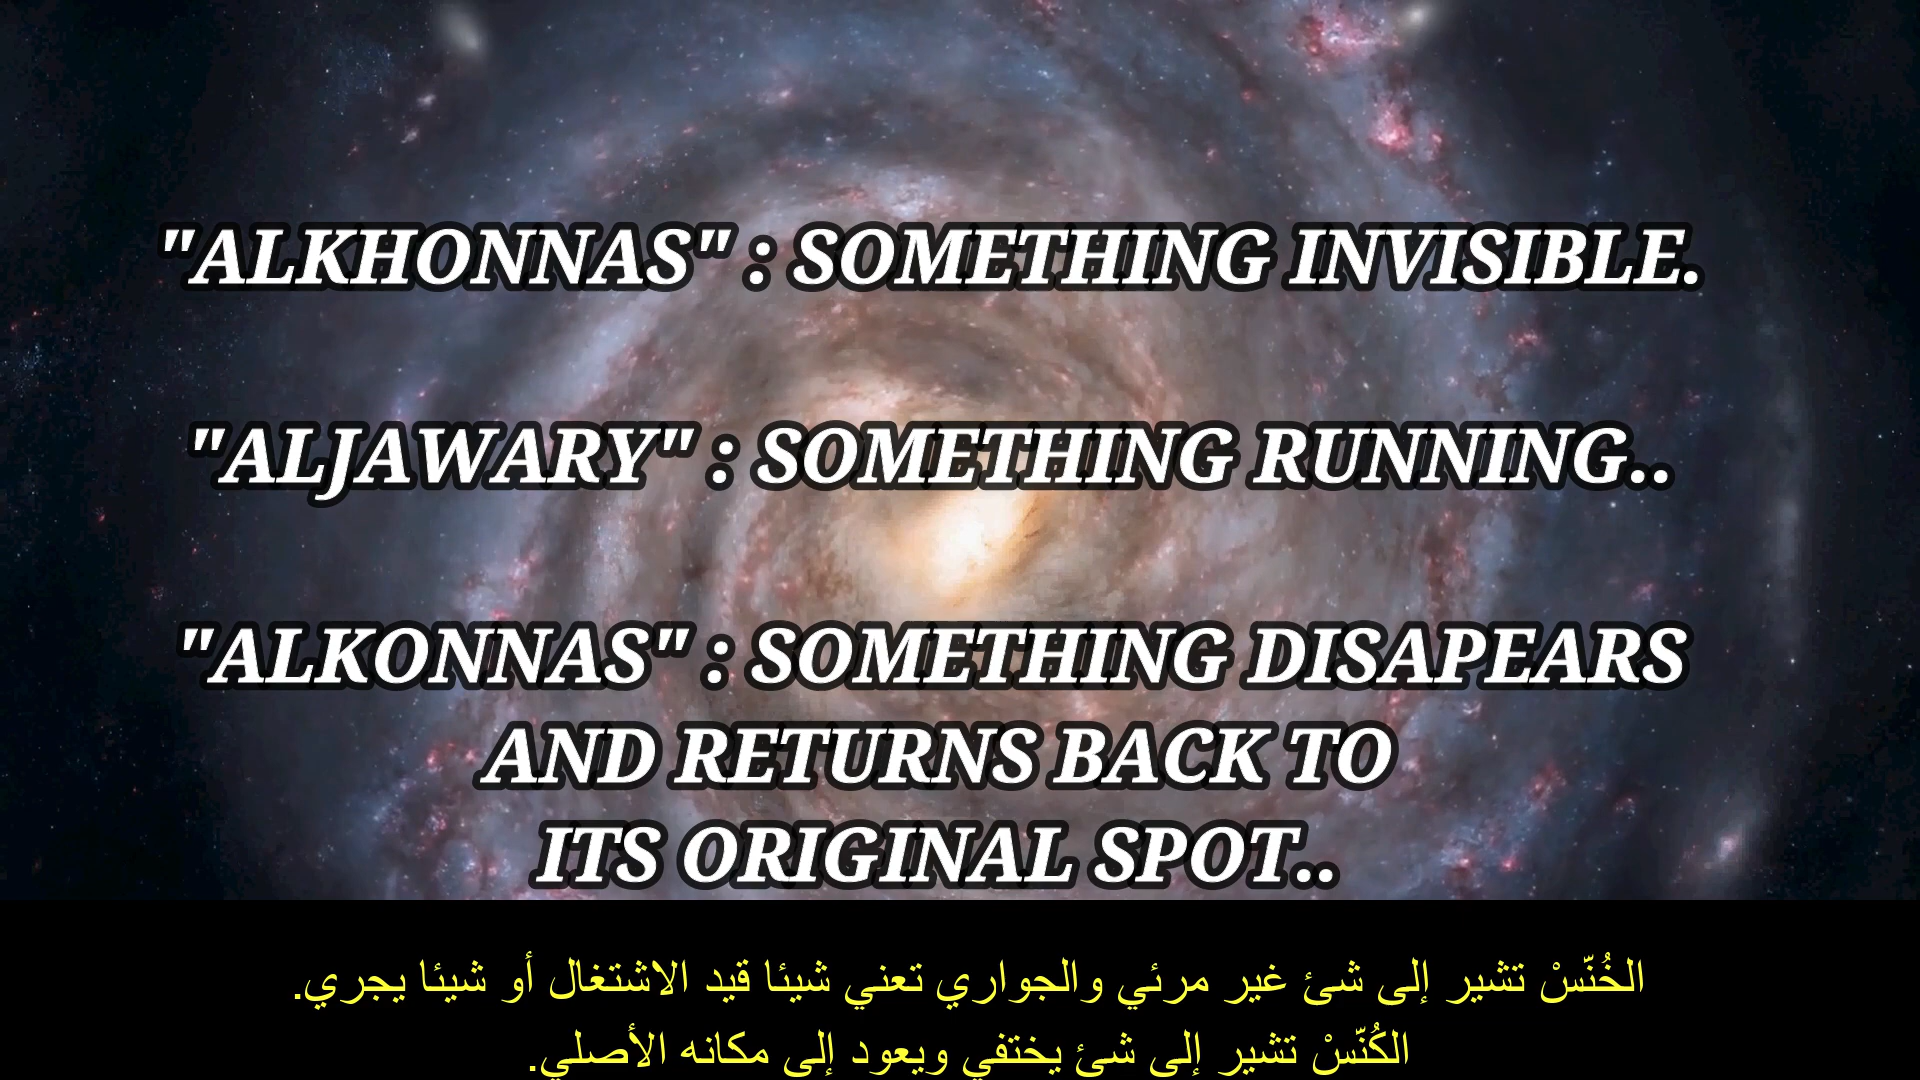 "ALKHONNAS" : SOMETHING INVISIBLE.
"ALJAWARY" : SOMETHING RUNNING..
"ALKONNAS" : SOMETHING DISAPEARS
AND RETURNS BACK TO
ITS ORIGINAL SPOT..
الخُنّسْ تشير إلى شئ غير مرئي والجواري تعني شيئا قيد الاشتغال أو شيئا يجري.
الكُنّسْ تشير إلى شئ يختفي ويعود إلى مكانه الأصلي.